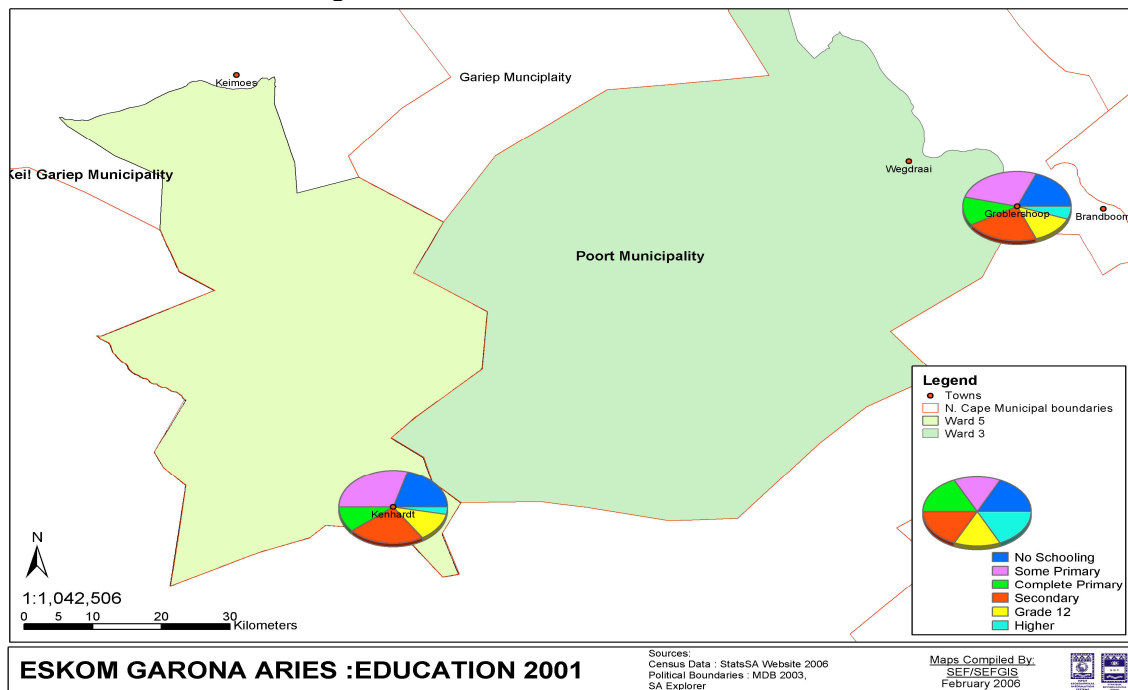 Keimoes
Gariep Munciplaity
Wegdraai
Kei! Gariep Municipality
Groblershoop
Brandboom
Poort Municipality
Kenhardt
Legend
Towns
N. Cape Municipal boundaries
Ward 5
Ward 3
No Schooling
Some Primary
Complete Primary
Secondary
Grade 12
Higher
N
1:1,042,506
0 5 10 20 30
Kilometers
ESKOM GARONA ARIES :EDUCATION 2001
Sources:
Census Data : StatsSA Website 2006
Political Boundaries : MDB 2003,
SA Explorer
Maps Compiled By:
SEF/SEFGIS
February 2006